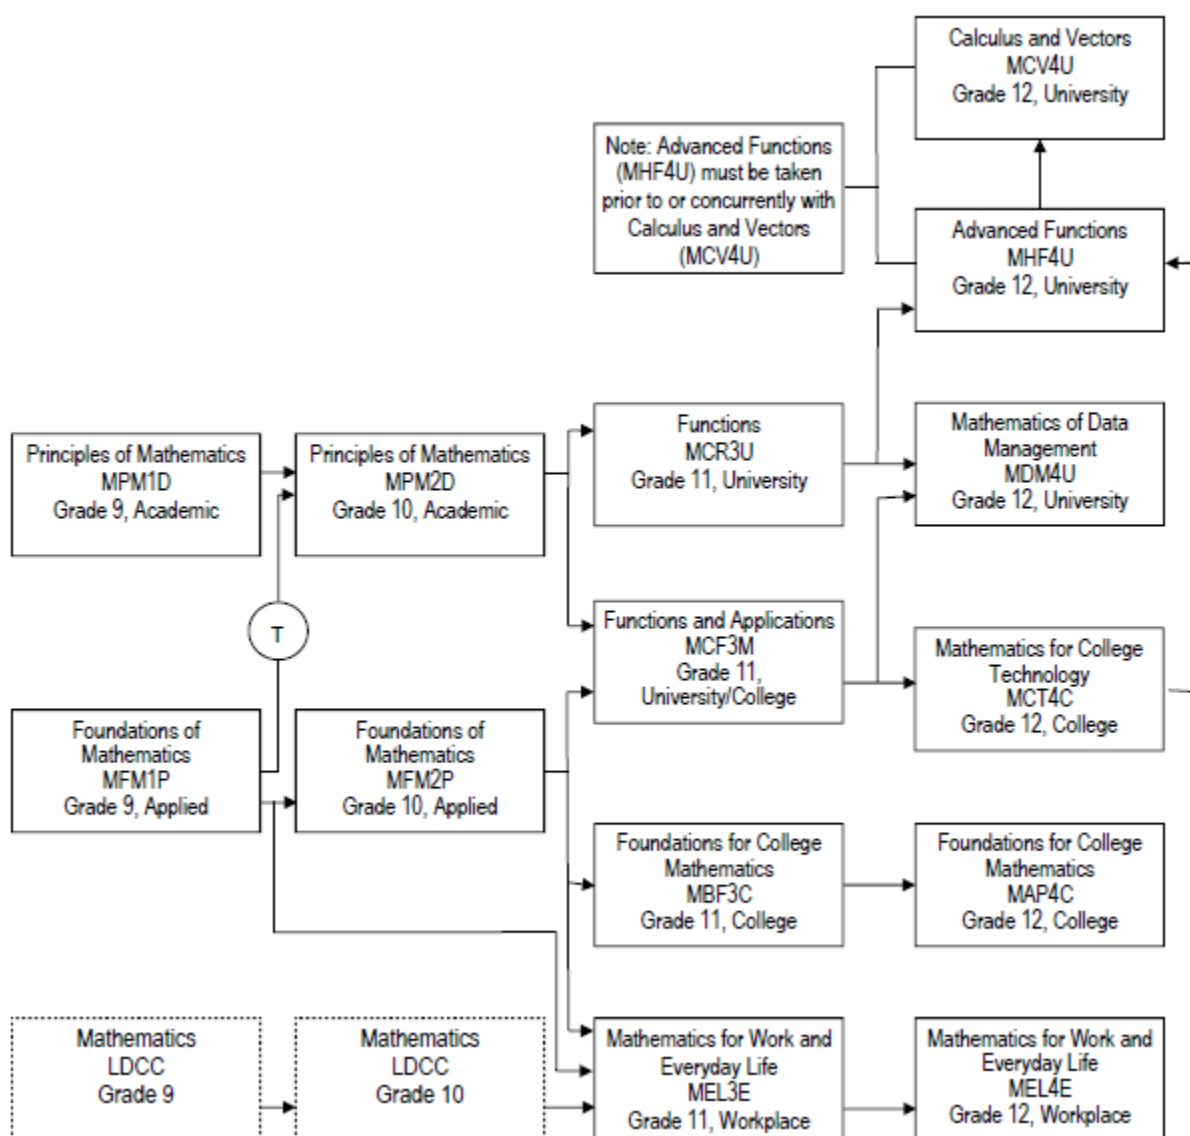 Calculus and Vectors
MCV4U
Grade 12, University
Note: Advanced Functions
(MHF4U) must be taken
prior to or concurrently with
Calculus and Vectors
(MCV4U)
Advanced Functions
MHF4U
Grade 12, University
Principles of Mathematics
MPM1D
Grade 9, Academic
Principles of Mathematics
MPM2D
Grade 10, Academic
Functions
MCR3U
Grade 11, University
Mathematics of Data
Management
MDM4U
Grade 12, University
T
Functions and Applications
MCF3M
Grade 11,
University/College
Mathematics for College
Technology
MCT4C
Grade 12, College
Foundations of
Mathematics
MFM1P
Grade 9, Applied
Foundations of
Mathematics
MFM2P
Grade 10, Applied
Foundations for College
Mathematics
MBF3C
Grade 11, College
Foundations for College
Mathematics
MAP4C
Grade 12, College
Mathematics
LDCC
Grade 9
Mathematics
LDCC
Grade 10
Mathematics for Work and
Everyday Life
MEL3E
Grade 11, Workplace
Mathematics for Work and
Everyday Life
MEL4E
Grade 12, Workplace